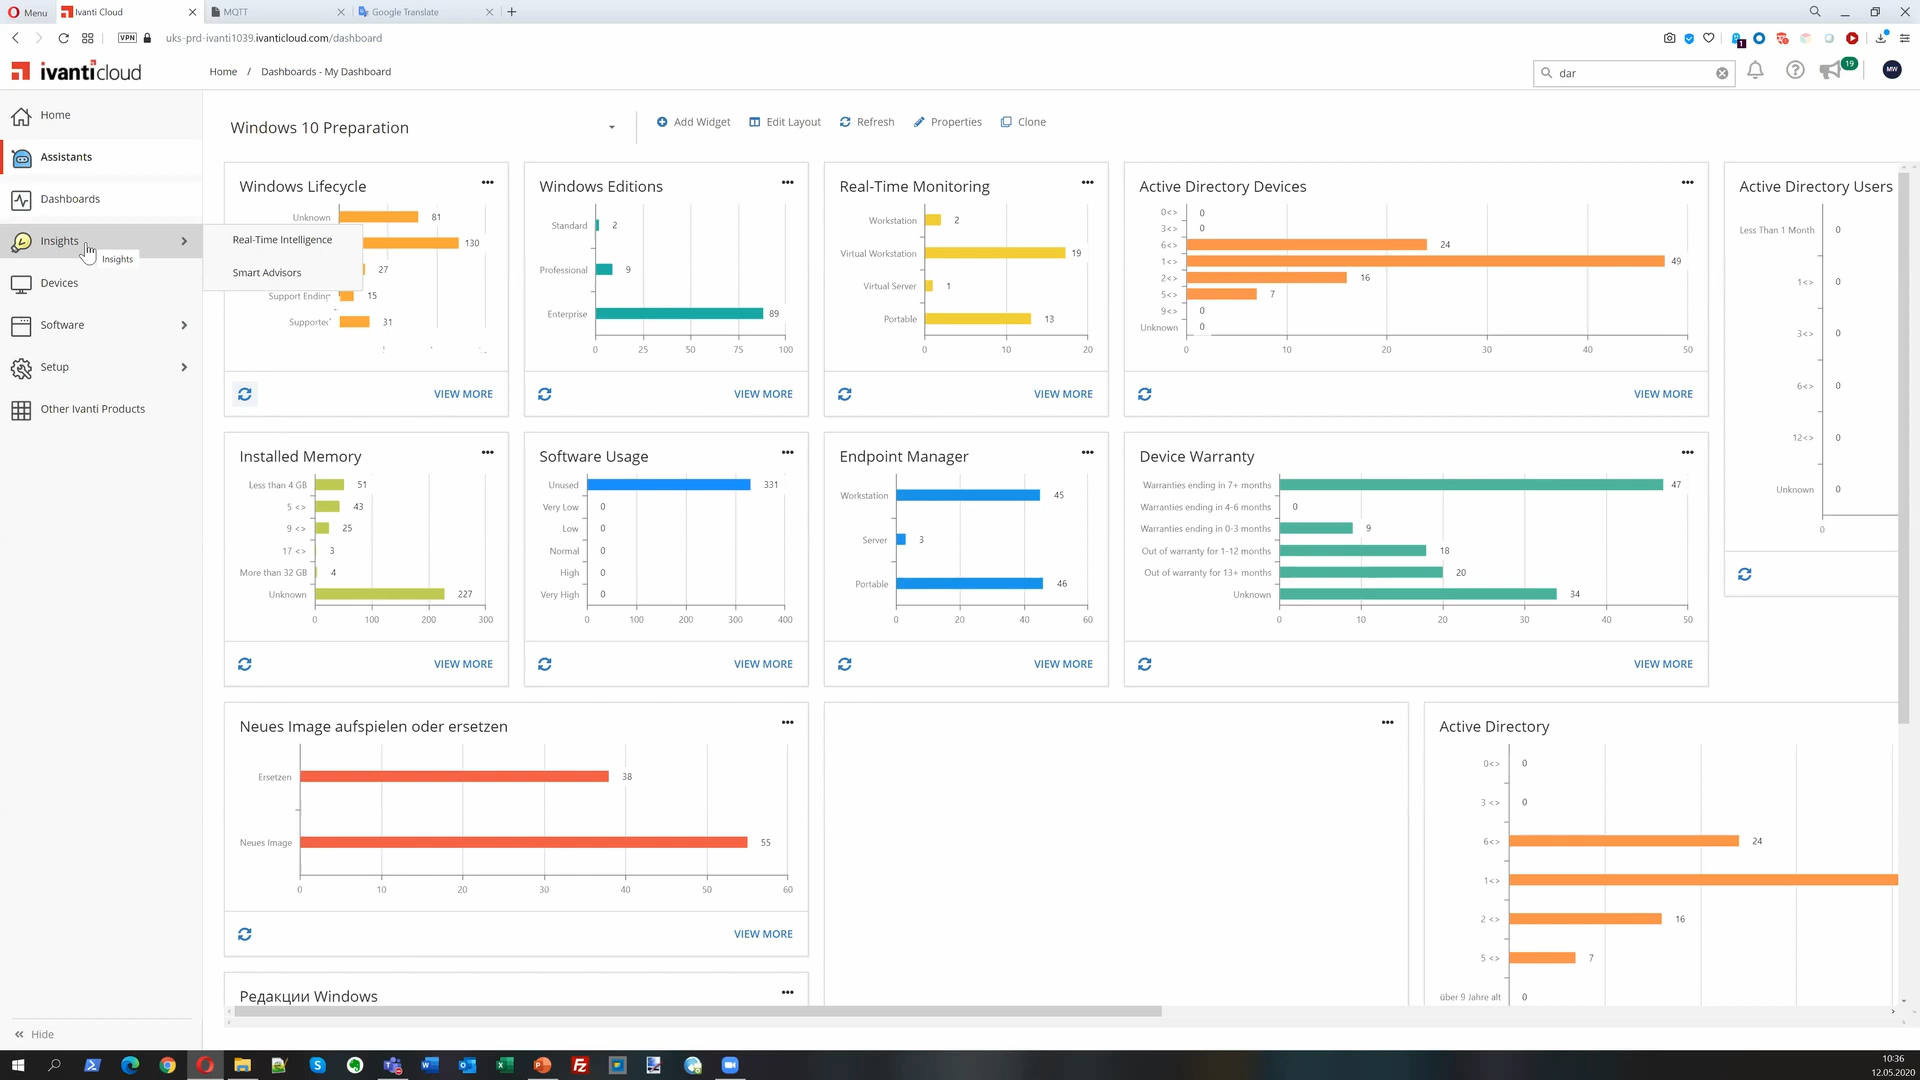 Menu
Ivanti Cloud
MQTT
Google Translate
VPN
uks-prd-ivanti1039.ivanticloud.com/dashboard
1
ivanticloud
Home / Dashboards - My Dashboard
dar
19
MW
Home
Assistants
Dashboards
Insights
Insights
Real-Time Intelligence
Smart Advisors
Devices
Software
Setup
Other Ivanti Products
Hide
Windows 10 Preparation
Add Widget
Edit Layout
Refresh
Properties
Clone
Windows Lifecycle
Unknown 81
130
27
Support Ending 15
Supported 31
VIEW MORE
Windows Editions
Standard 2
Professional 9
Enterprise 89
0 25 50 75 100
VIEW MORE
Real-Time Monitoring
Workstation 2
Virtual Workstation 19
Virtual Server 1
Portable 13
0 10 20
VIEW MORE
Active Directory Devices
0<> 0
3<> 0
6<> 24
1<> 49
2<> 16
5<> 7
9<> 0
Unknown 0
0 10 20 30 40 50
VIEW MORE
Active Directory Users
Less Than 1 Month 0
1<> 0
3<> 0
6<> 0
12<> 0
Unknown 0
0
Installed Memory
Less than 4 GB 51
5 <> 43
9 <> 25
17 <> 3
More than 32 GB 4
Unknown 227
0 100 200 300
VIEW MORE
Software Usage
Unused 331
Very Low 0
Low 0
Normal 0
High 0
Very High 0
0 100 200 300 400
VIEW MORE
Endpoint Manager
Workstation 45
Server 3
Portable 46
0 20 40 60
VIEW MORE
Device Warranty
Warranties ending in 7+ months 47
Warranties ending in 4-6 months 0
Warranties ending in 0-3 months 9
Out of warranty for 1-12 months 18
Out of warranty for 13+ months 20
Unknown 34
0 10 20 30 40 50
VIEW MORE
Neues Image aufspielen oder ersetzen
Ersetzen 38
Neues Image 55
0 10 20 30 40 50 60
VIEW MORE
Active Directory
0<> 0
3 <> 0
6<> 24
1<>
2 <> 16
5 <> 7
über 9 Jahre alt 0
Редакции Windows
10:36
12.05.2020